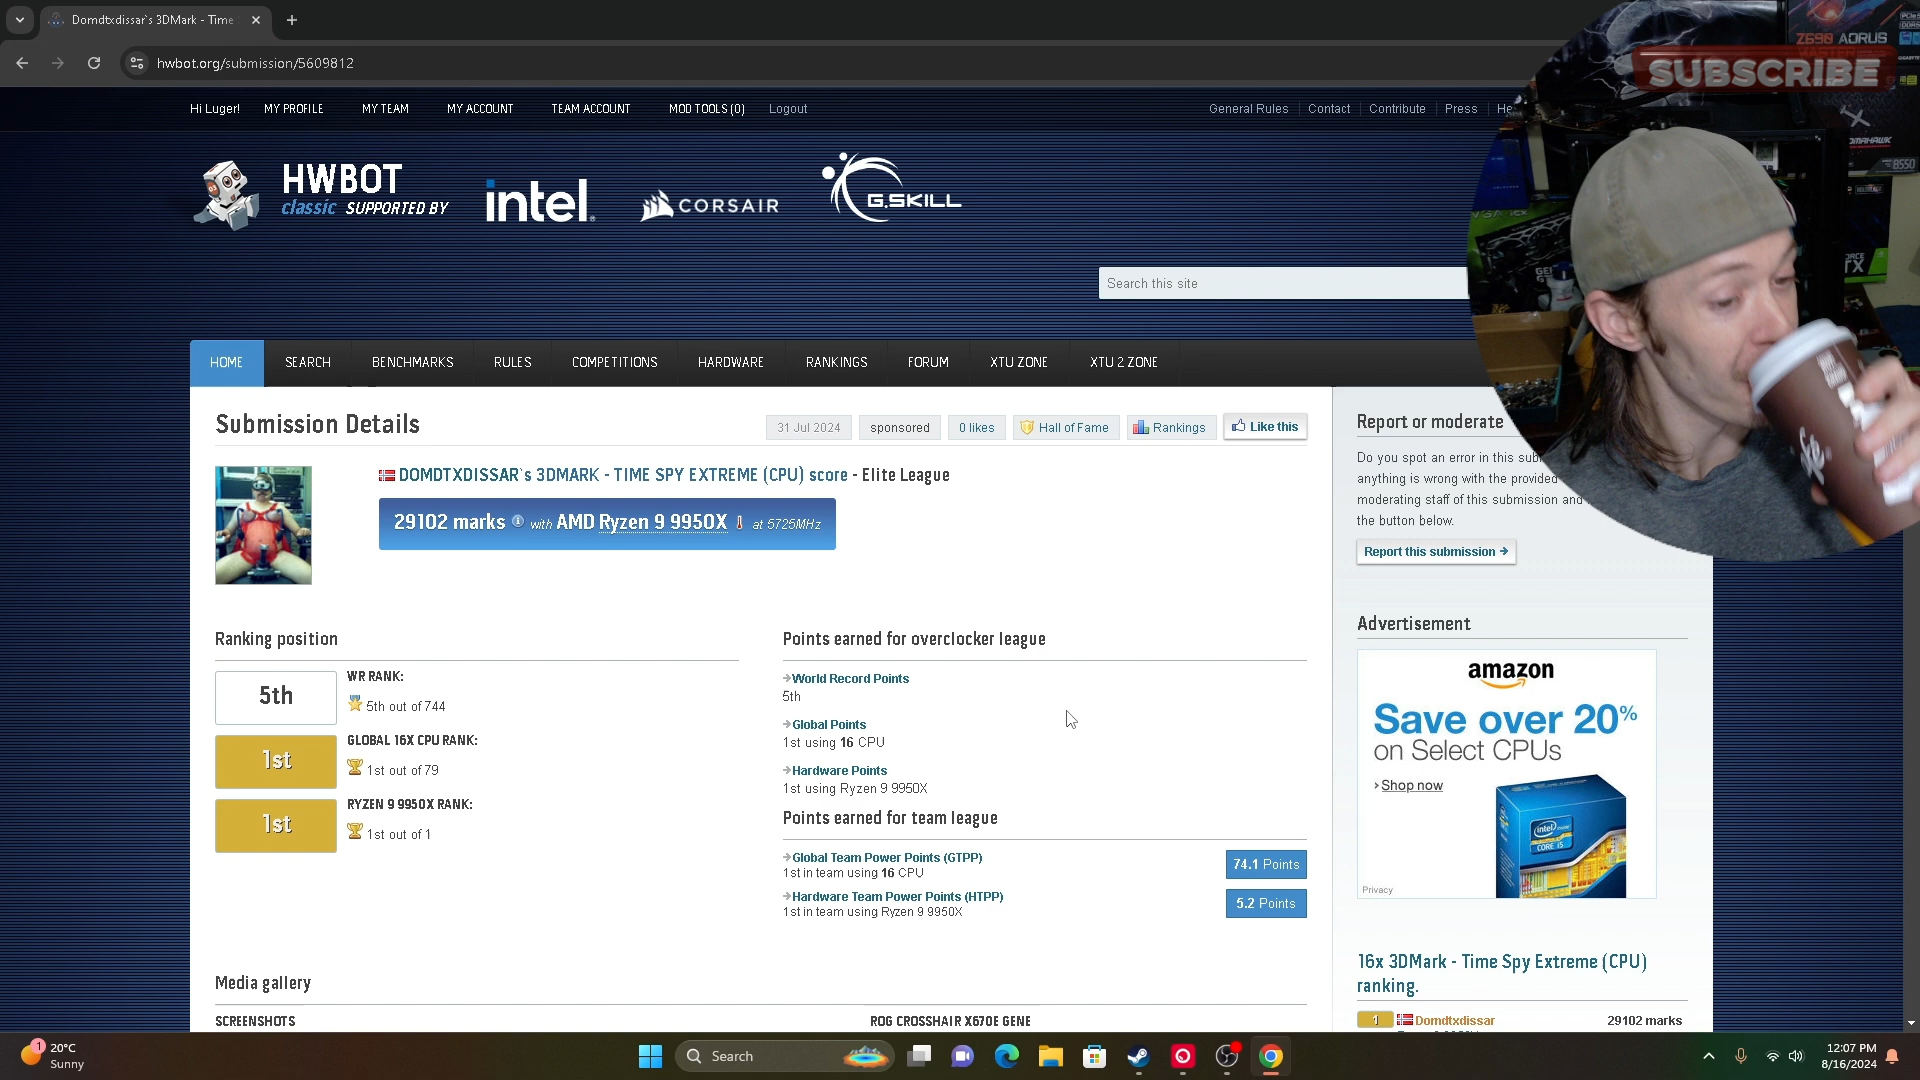 Domdtxdissar`s 3DMark - Time
hwbot.org/submission/5609812
SUBSCRIBE
Z690 AORUS
Hi Luger! MY PROFILE MY TEAM MY ACCOUNT TEAM ACCOUNT MOD TOOLS (0) Logout
General Rules Contact Contribute Press
HWBOT
classic SUPPORTED BY
intel.
CORSAIR
G.SKILL
B550
Search this site
HOME SEARCH BENCHMARKS RULES COMPETITIONS HARDWARE RANKINGS FORUM XTU ZONE XTU 2 ZONE
Submission Details
31 Jul 2024 sponsored 0 likes Hall of Fame Rankings Like this
DOMDTXDISSAR`s 3DMARK - TIME SPY EXTREME (CPU) score - Elite League
29102 marks with AMD Ryzen 9 9950X at 5725MHz
Ranking position
5th
WR RANK:
5th out of 744
1st
GLOBAL 16X CPU RANK:
1st out of 79
1st
RYZEN 9 9950X RANK:
1st out of 1
Points earned for overclocker league
World Record Points
5th
Global Points
1st using 16 CPU
Hardware Points
1st using Ryzen 9 9950X
Points earned for team league
Global Team Power Points (GTPP)
1st in team using 16 CPU
74.1 Points
Hardware Team Power Points (HTPP)
1st in team using Ryzen 9 9950X
5.2 Points
Media gallery
SCREENSHOTS
ROG CROSSHAIR X670E GENE
Report or moderate
Do you spot an error in this
anything is wrong with the provided
moderating staff of this submission and
the button below.
Report this submission
Advertisement
amazon
Save over 20%
on Select CPUs
Shop now
intel
CORE i5
Privacy
16x 3DMark - Time Spy Extreme (CPU)
ranking.
1 Domdtxdissar 29102 marks
1
20°C
Sunny
Search
12:07 PM
8/16/2024